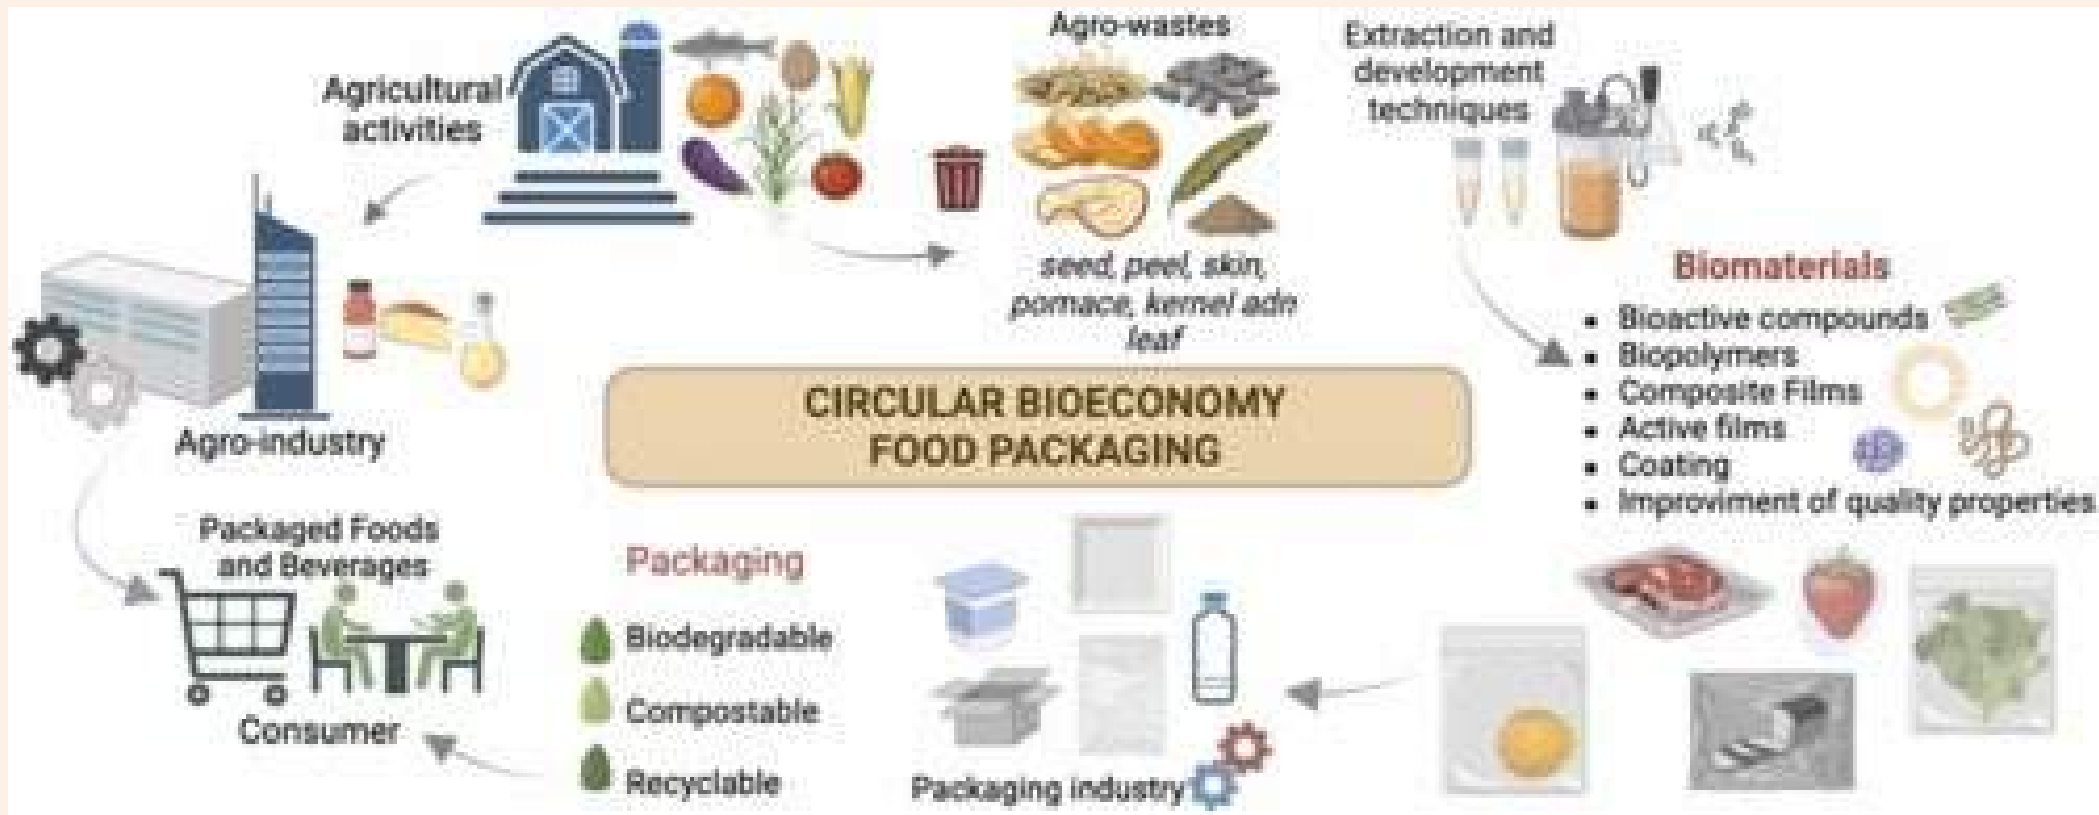 Agricultural
activities
Agro-wastes
seed, peel, skin,
pomace, kernel adn
leaf
Extraction and
development
techniques
Biomaterials
• Bioactive compounds
• Biopolymers
• Composite Films
• Active films
• Coating
• Improviment of quality properties
Agro-industry
CIRCULAR BIOECONOMY
FOOD PACKAGING
Packaged Foods
and Beverages
Consumer
Packaging
Biodegradable
Compostable
Recyclable
Packaging industry